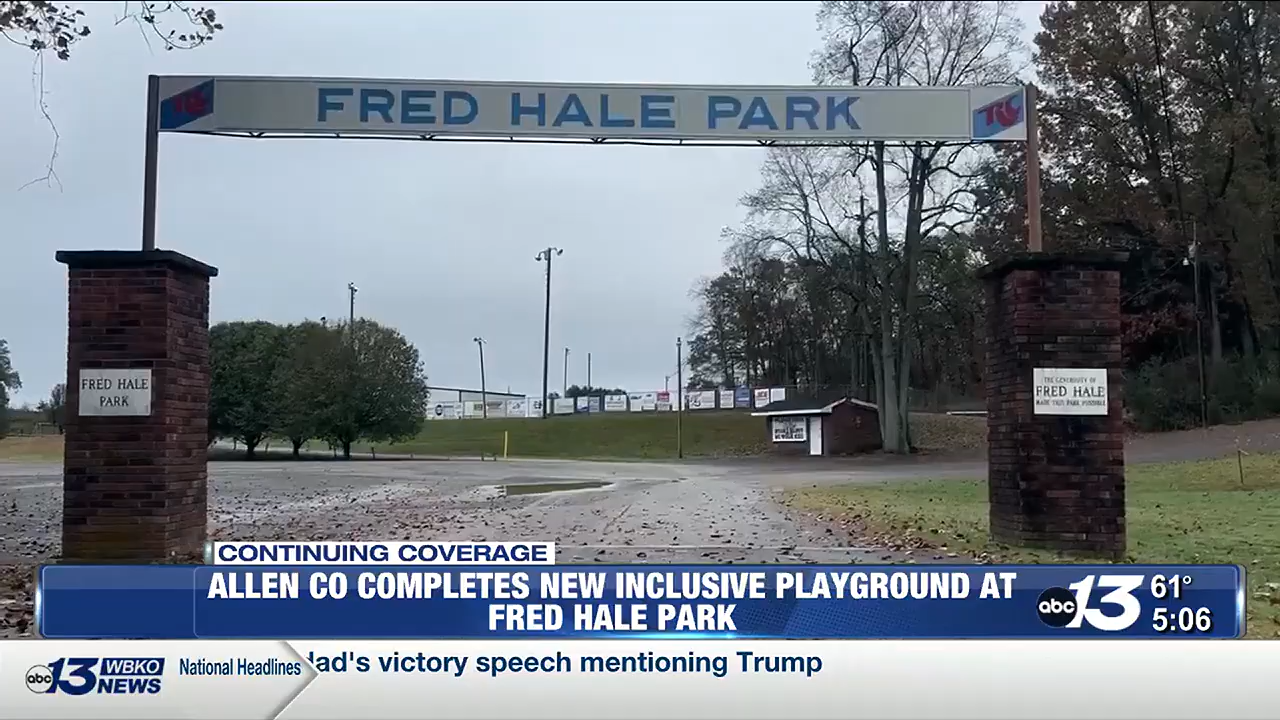 RC FRED HALE PARK RC
FRED HALE
PARK
THE GENEROSITY OF
FRED HALE
MADE THIS PARK POSSIBLE
CONTINUING COVERAGE
ALLEN CO COMPLETES NEW INCLUSIVE PLAYGROUND AT
FRED HALE PARK
abc 13 61°
5:06
abc 13 WBKO NEWS National Headlines dad's victory speech mentioning Trump